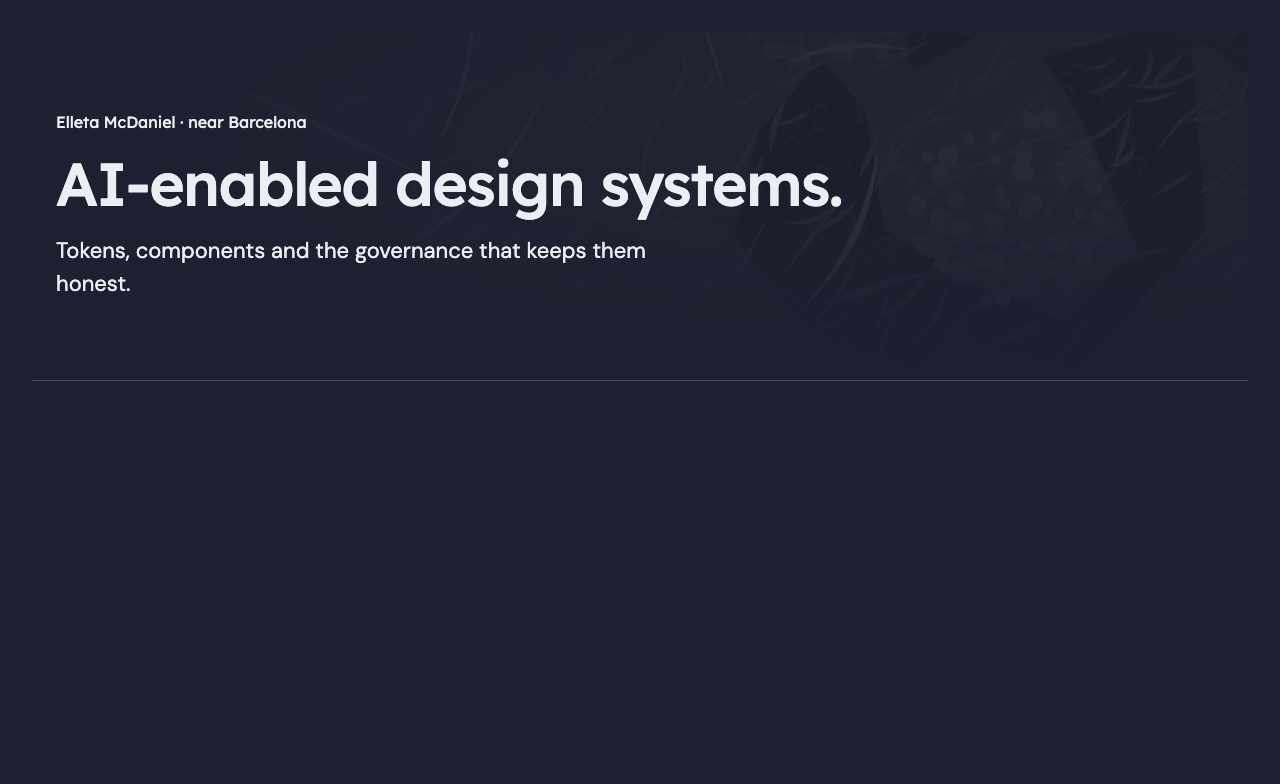 Elleta McDaniel · near Barcelona
AI-enabled design systems.
Tokens, components and the governance that keeps them
honest.